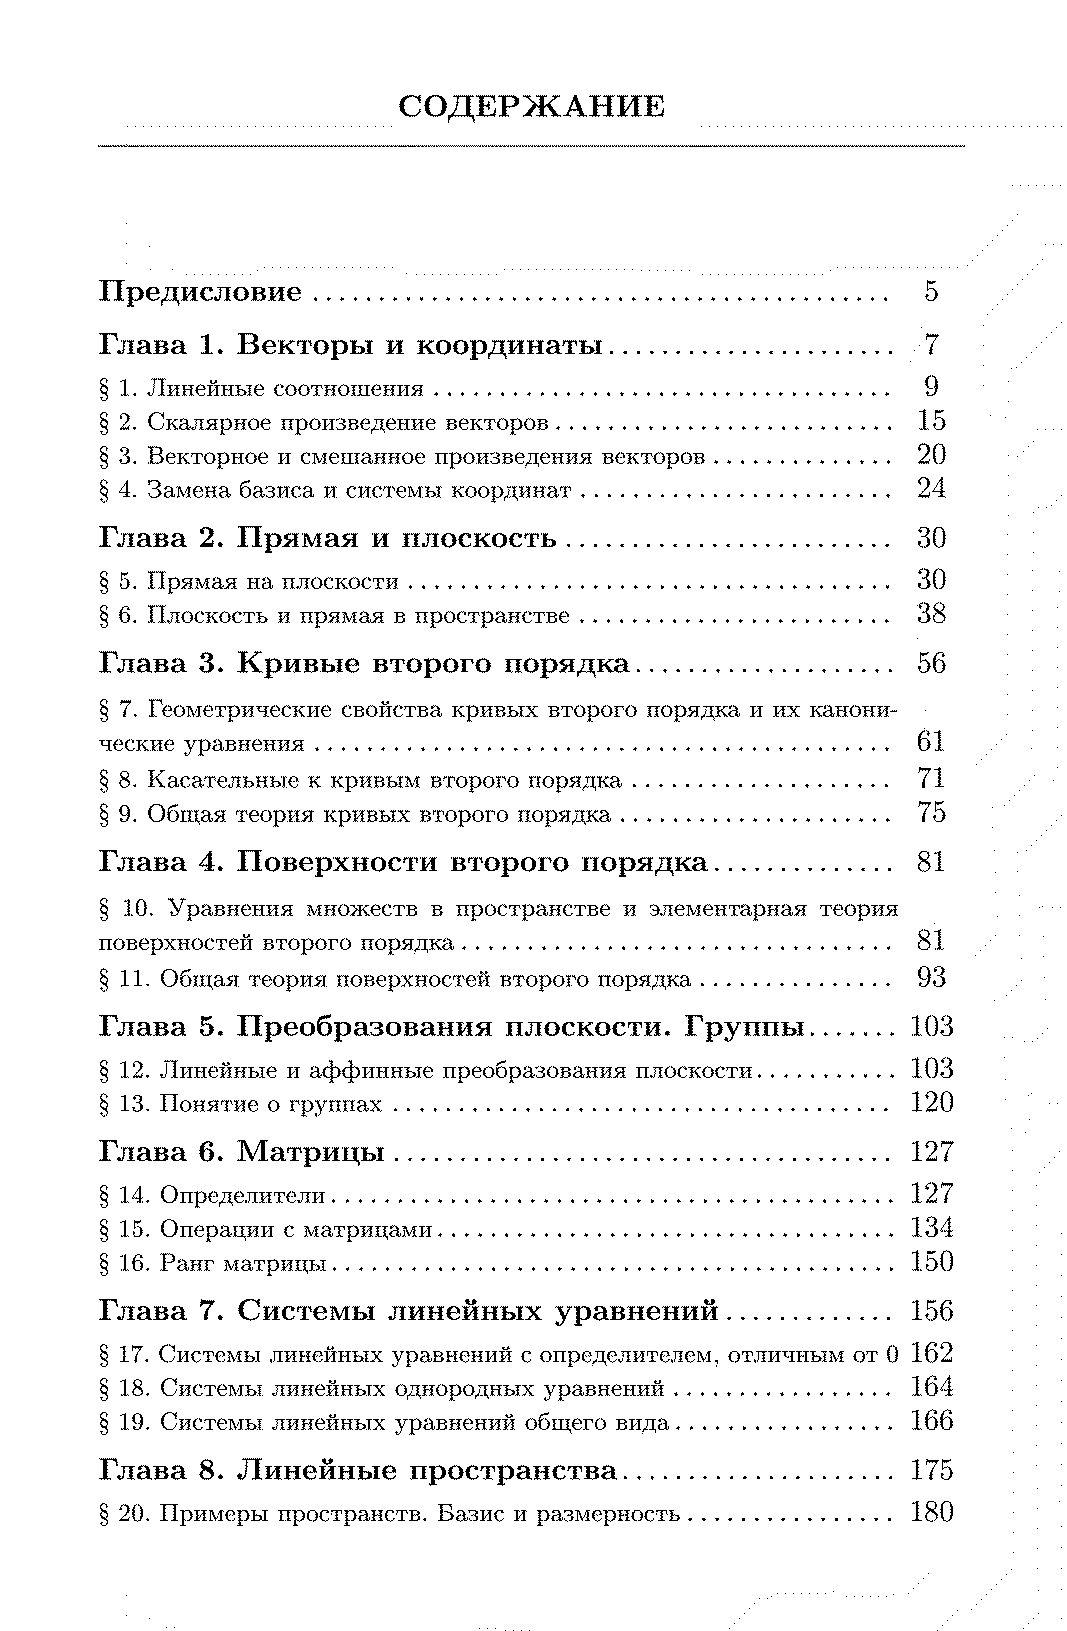 СОДЕРЖАНИЕ
Предисловие 5
Глава 1. Векторы и координаты 7
§ 1. Линейные соотношения 9
§ 2. Скалярное произведение векторов 15
§ 3. Векторное и смешанное произведения векторов 20
§ 4. Замена базиса и системы координат 24
Глава 2. Прямая и плоскость 30
§ 5. Прямая на плоскости 30
§ 6. Плоскость и прямая в пространстве 38
Глава 3. Кривые второго порядка 56
§ 7. Геометрические свойства кривых второго порядка и их канони-
ческие уравнения 61
§ 8. Касательные к кривым второго порядка 71
§ 9. Общая теория кривых второго порядка 75
Глава 4. Поверхности второго порядка 81
§ 10. Уравнения множеств в пространстве и элементарная теория
поверхностей второго порядка 81
§ 11. Общая теория поверхностей второго порядка 93
Глава 5. Преобразования плоскости. Группы 103
§ 12. Линейные и аффинные преобразования плоскости 103
§ 13. Понятие о группах 120
Глава 6. Матрицы 127
§ 14. Определители 127
§ 15. Операции с матрицами 134
§ 16. Ранг матрицы 150
Глава 7. Системы линейных уравнений 156
§ 17. Системы линейных уравнений с определителем, отличным от 0 162
§ 18. Системы линейных однородных уравнений 164
§ 19. Системы линейных уравнений общего вида 166
Глава 8. Линейные пространства 175
§ 20. Примеры пространств. Базис и размерность 180